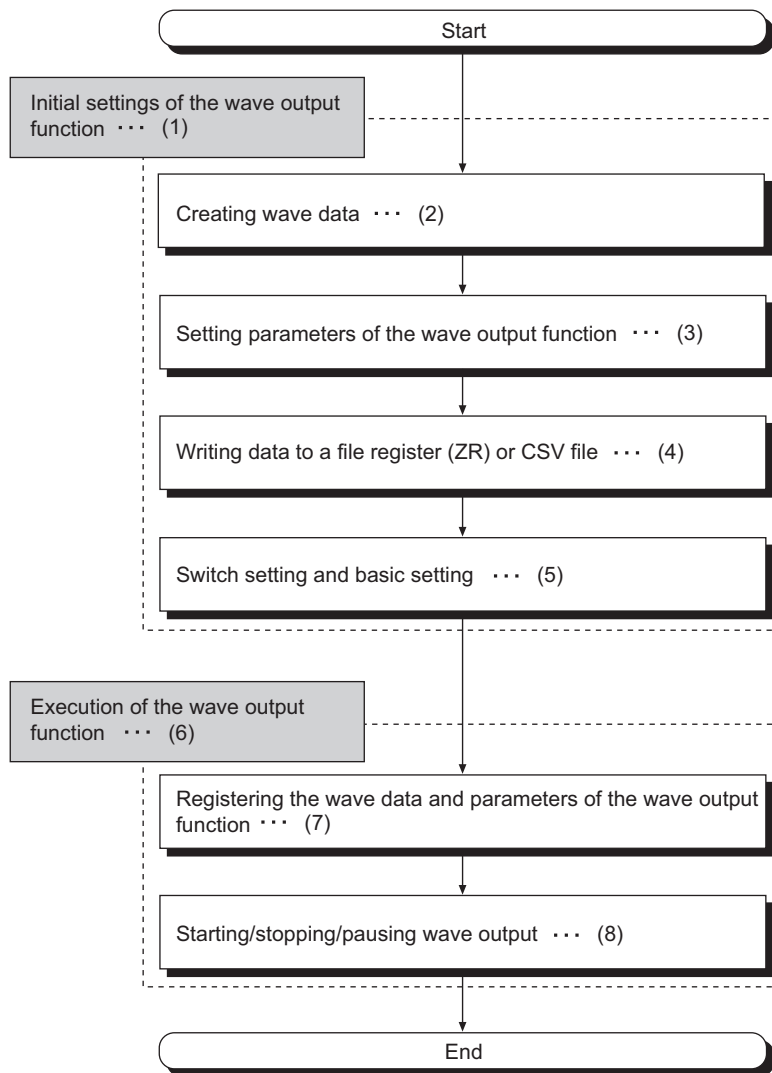 Start
Initial settings of the wave output
function ··· (1)
Creating wave data ··· (2)
Setting parameters of the wave output function ··· (3)
Writing data to a file register (ZR) or CSV file ··· (4)
Switch setting and basic setting ··· (5)
Execution of the wave output
function ··· (6)
Registering the wave data and parameters of the wave output
function ··· (7)
Starting/stopping/pausing wave output ··· (8)
End